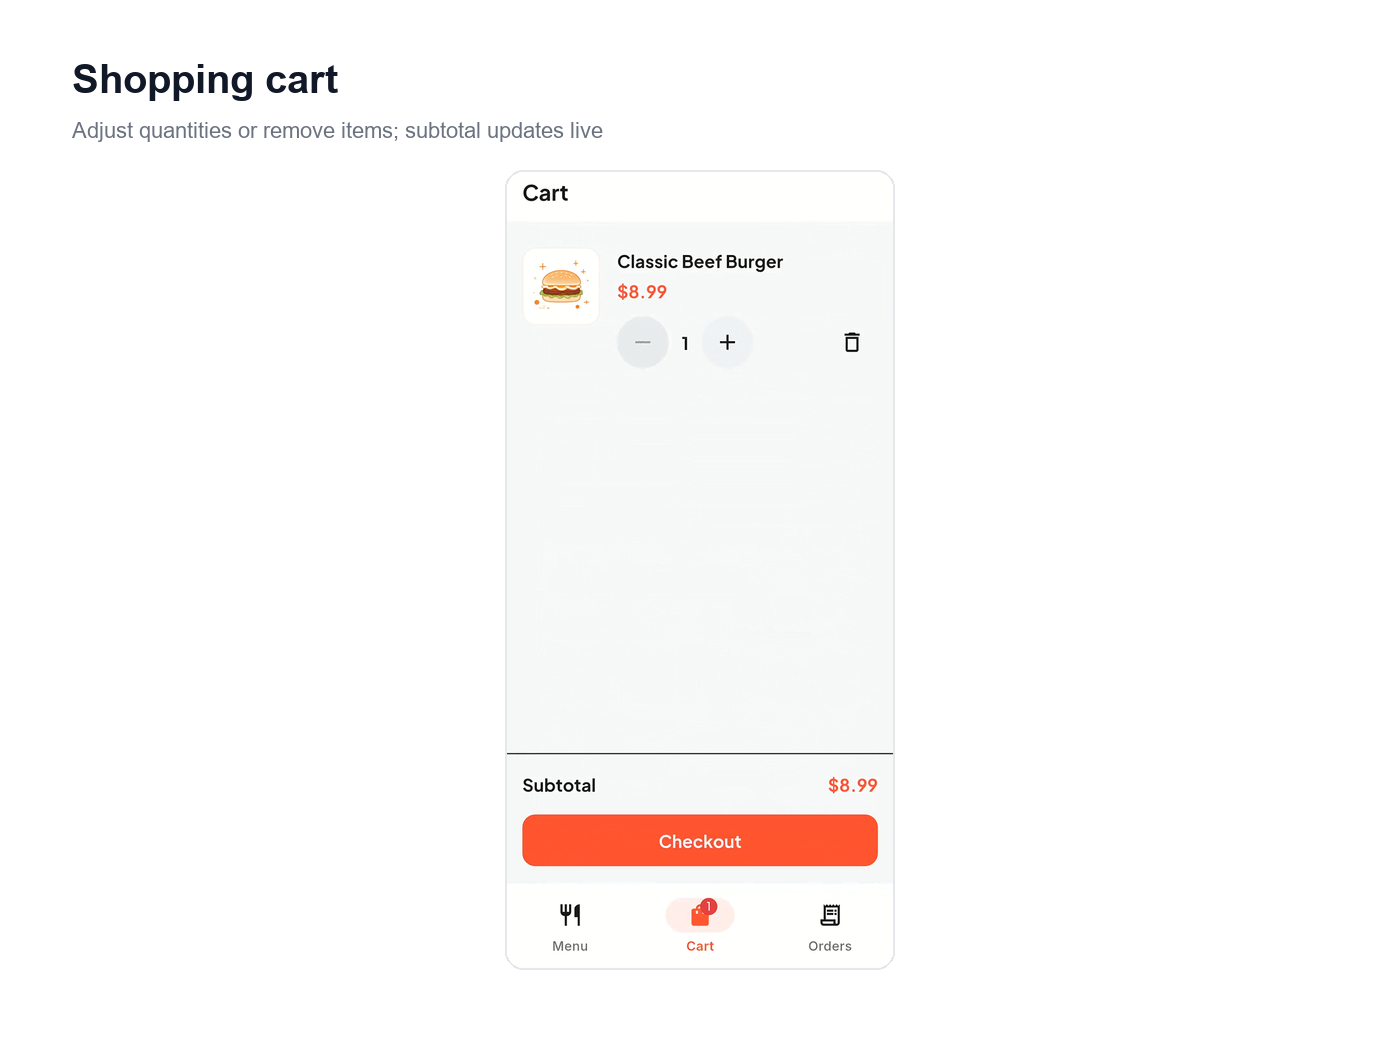 Shopping cart
Adjust quantities or remove items; subtotal updates live
Cart
Classic Beef Burger
$8.99
1
Subtotal
$8.99
Checkout
1
Menu
Cart
Orders